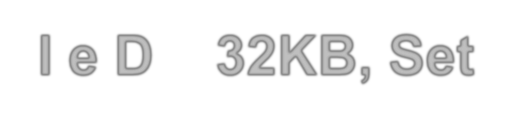 I e D 32KB, Set